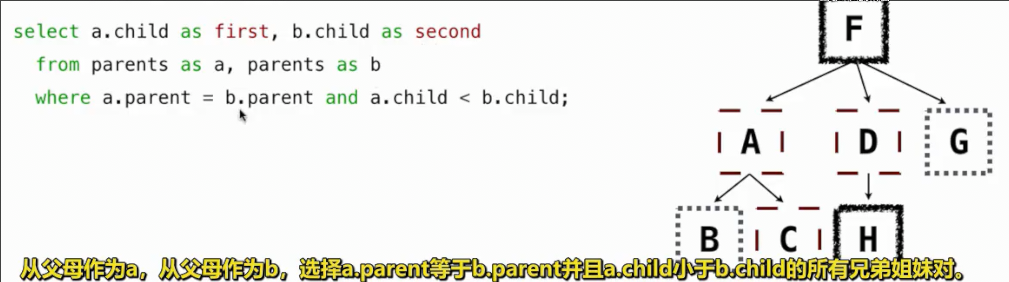 select a.child as first, b.child as second
from parents as a, parents as b
where a.parent = b.parent and a.child < b.child;
F
A D G
B C H
从父母作为a，从父母作为b，选择a.parent等于b.parent并且a.child小于b.child的所有兄弟姐妹对。